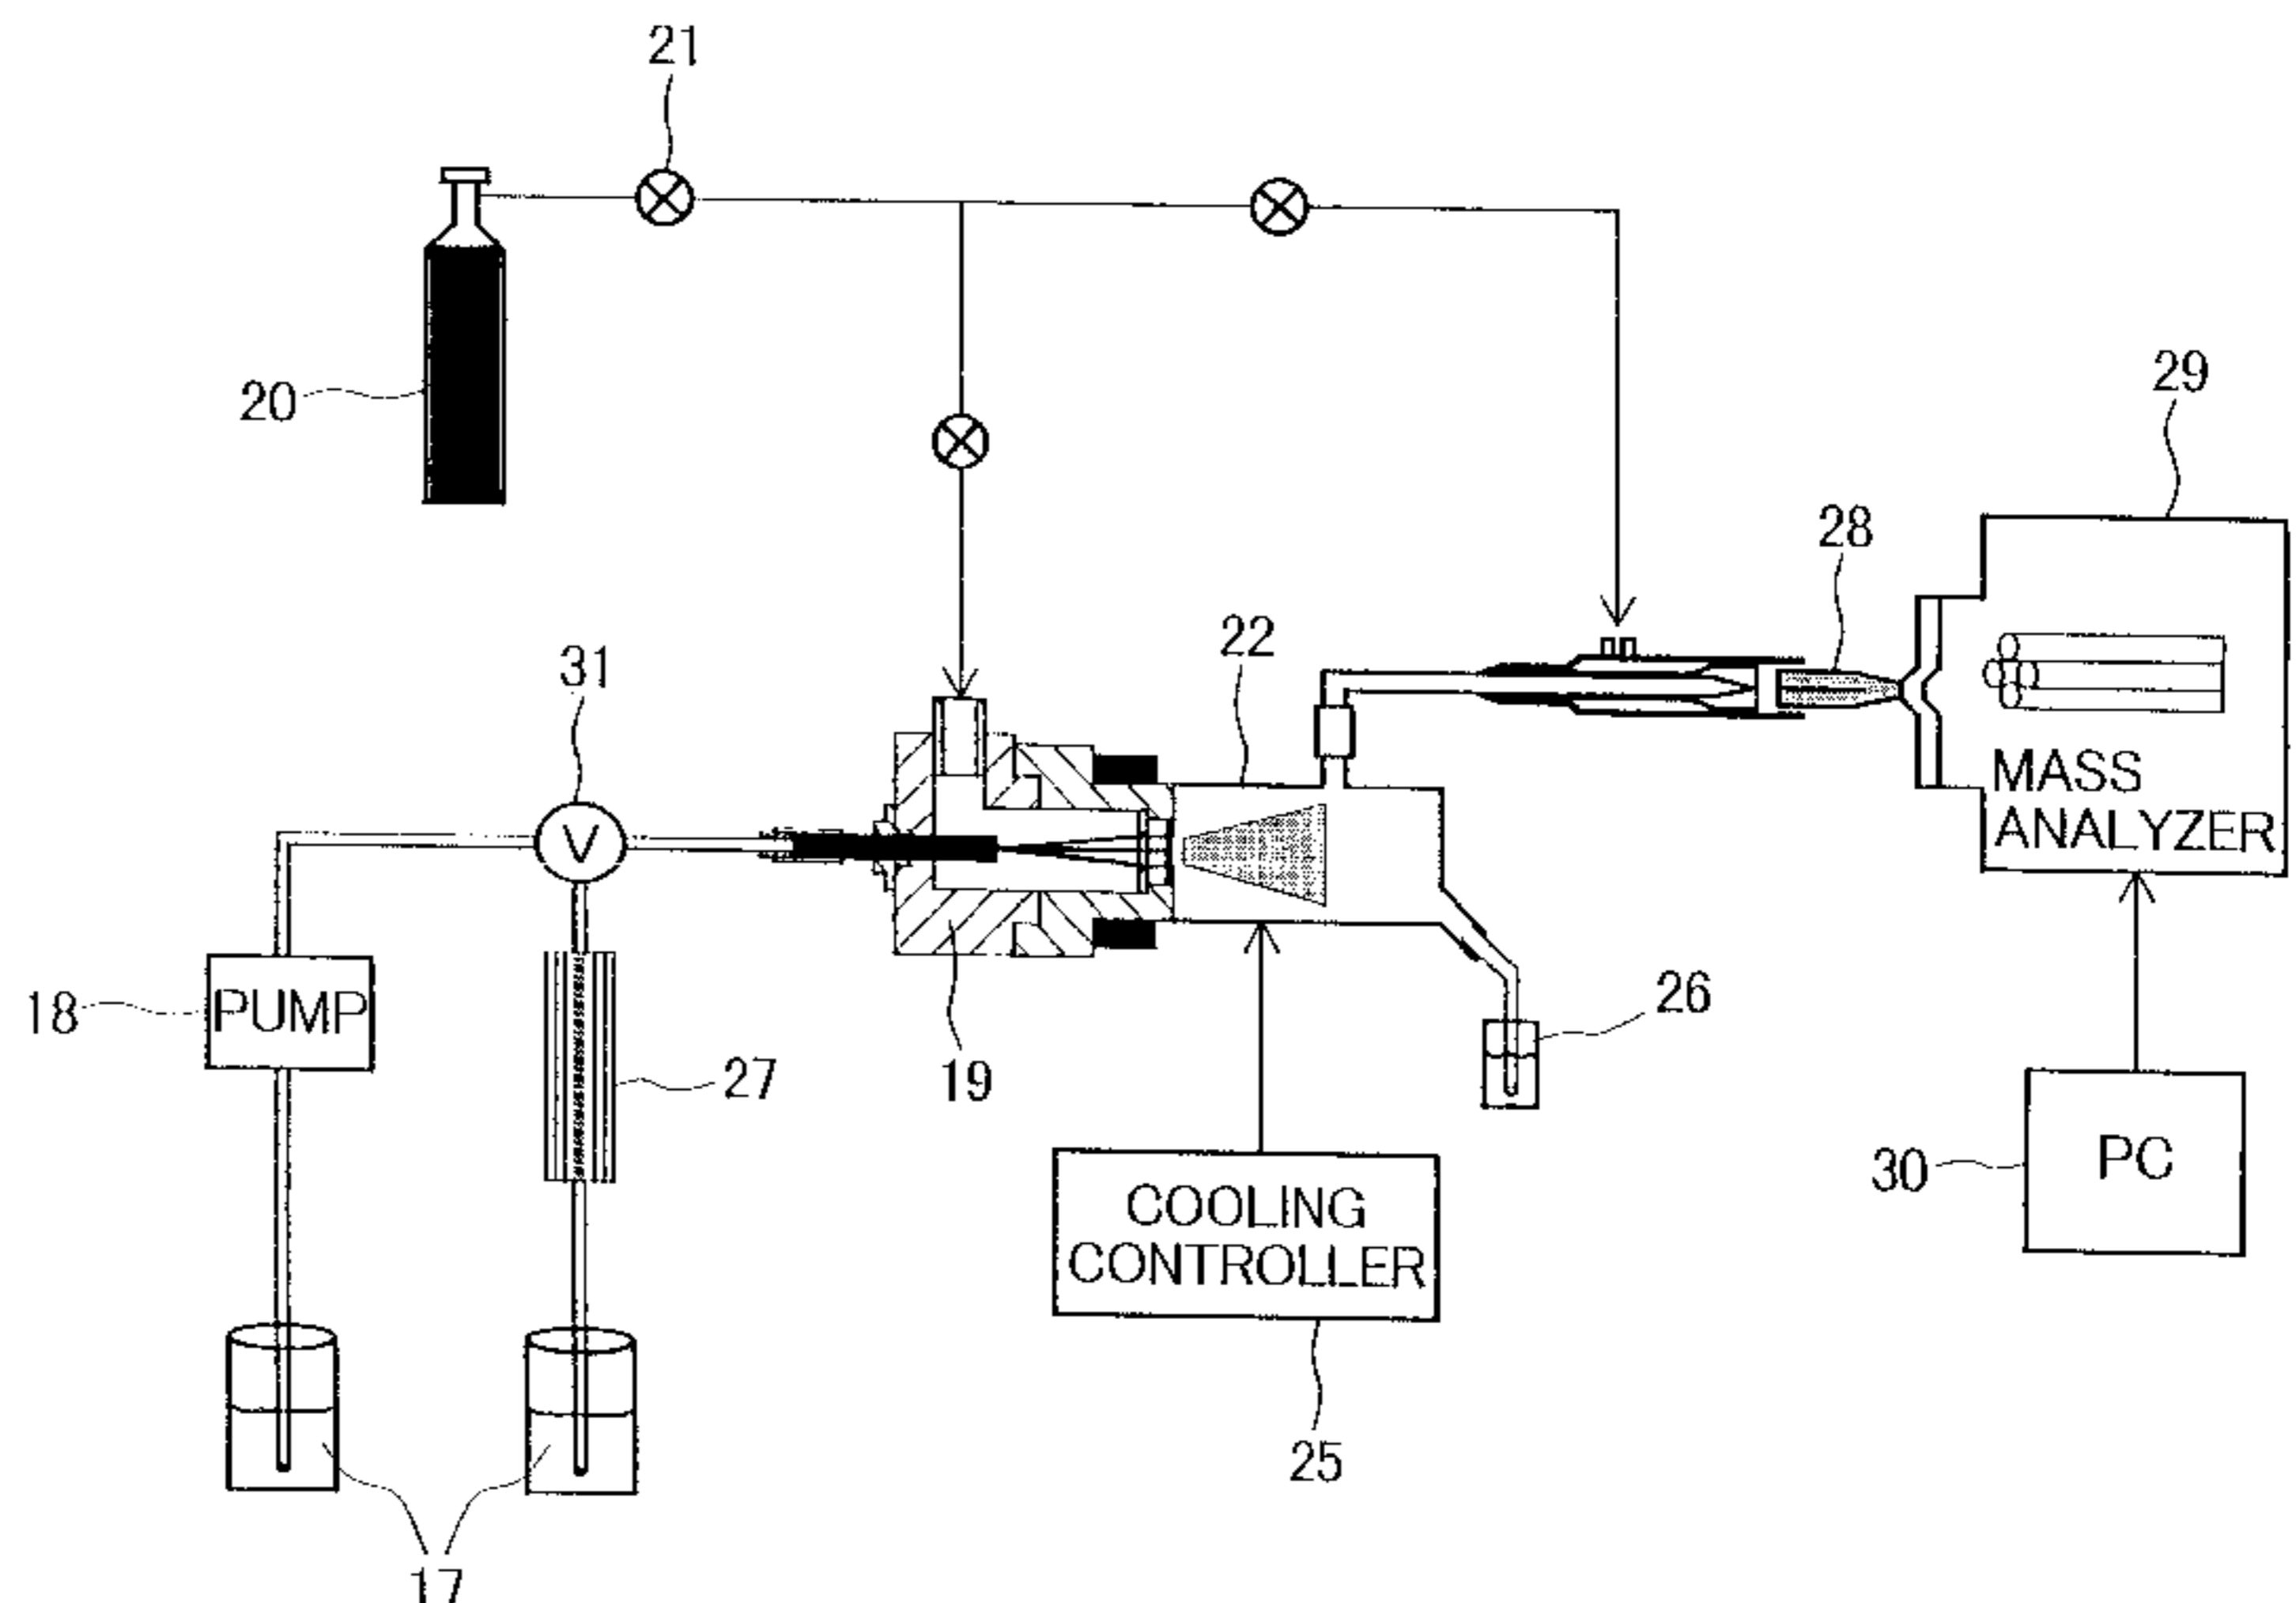 21
20
29
28
22
31
V
MASS
ANALYZER
18
PUMP
27
19
26
COOLING
CONTROLLER
30
PC
25
17